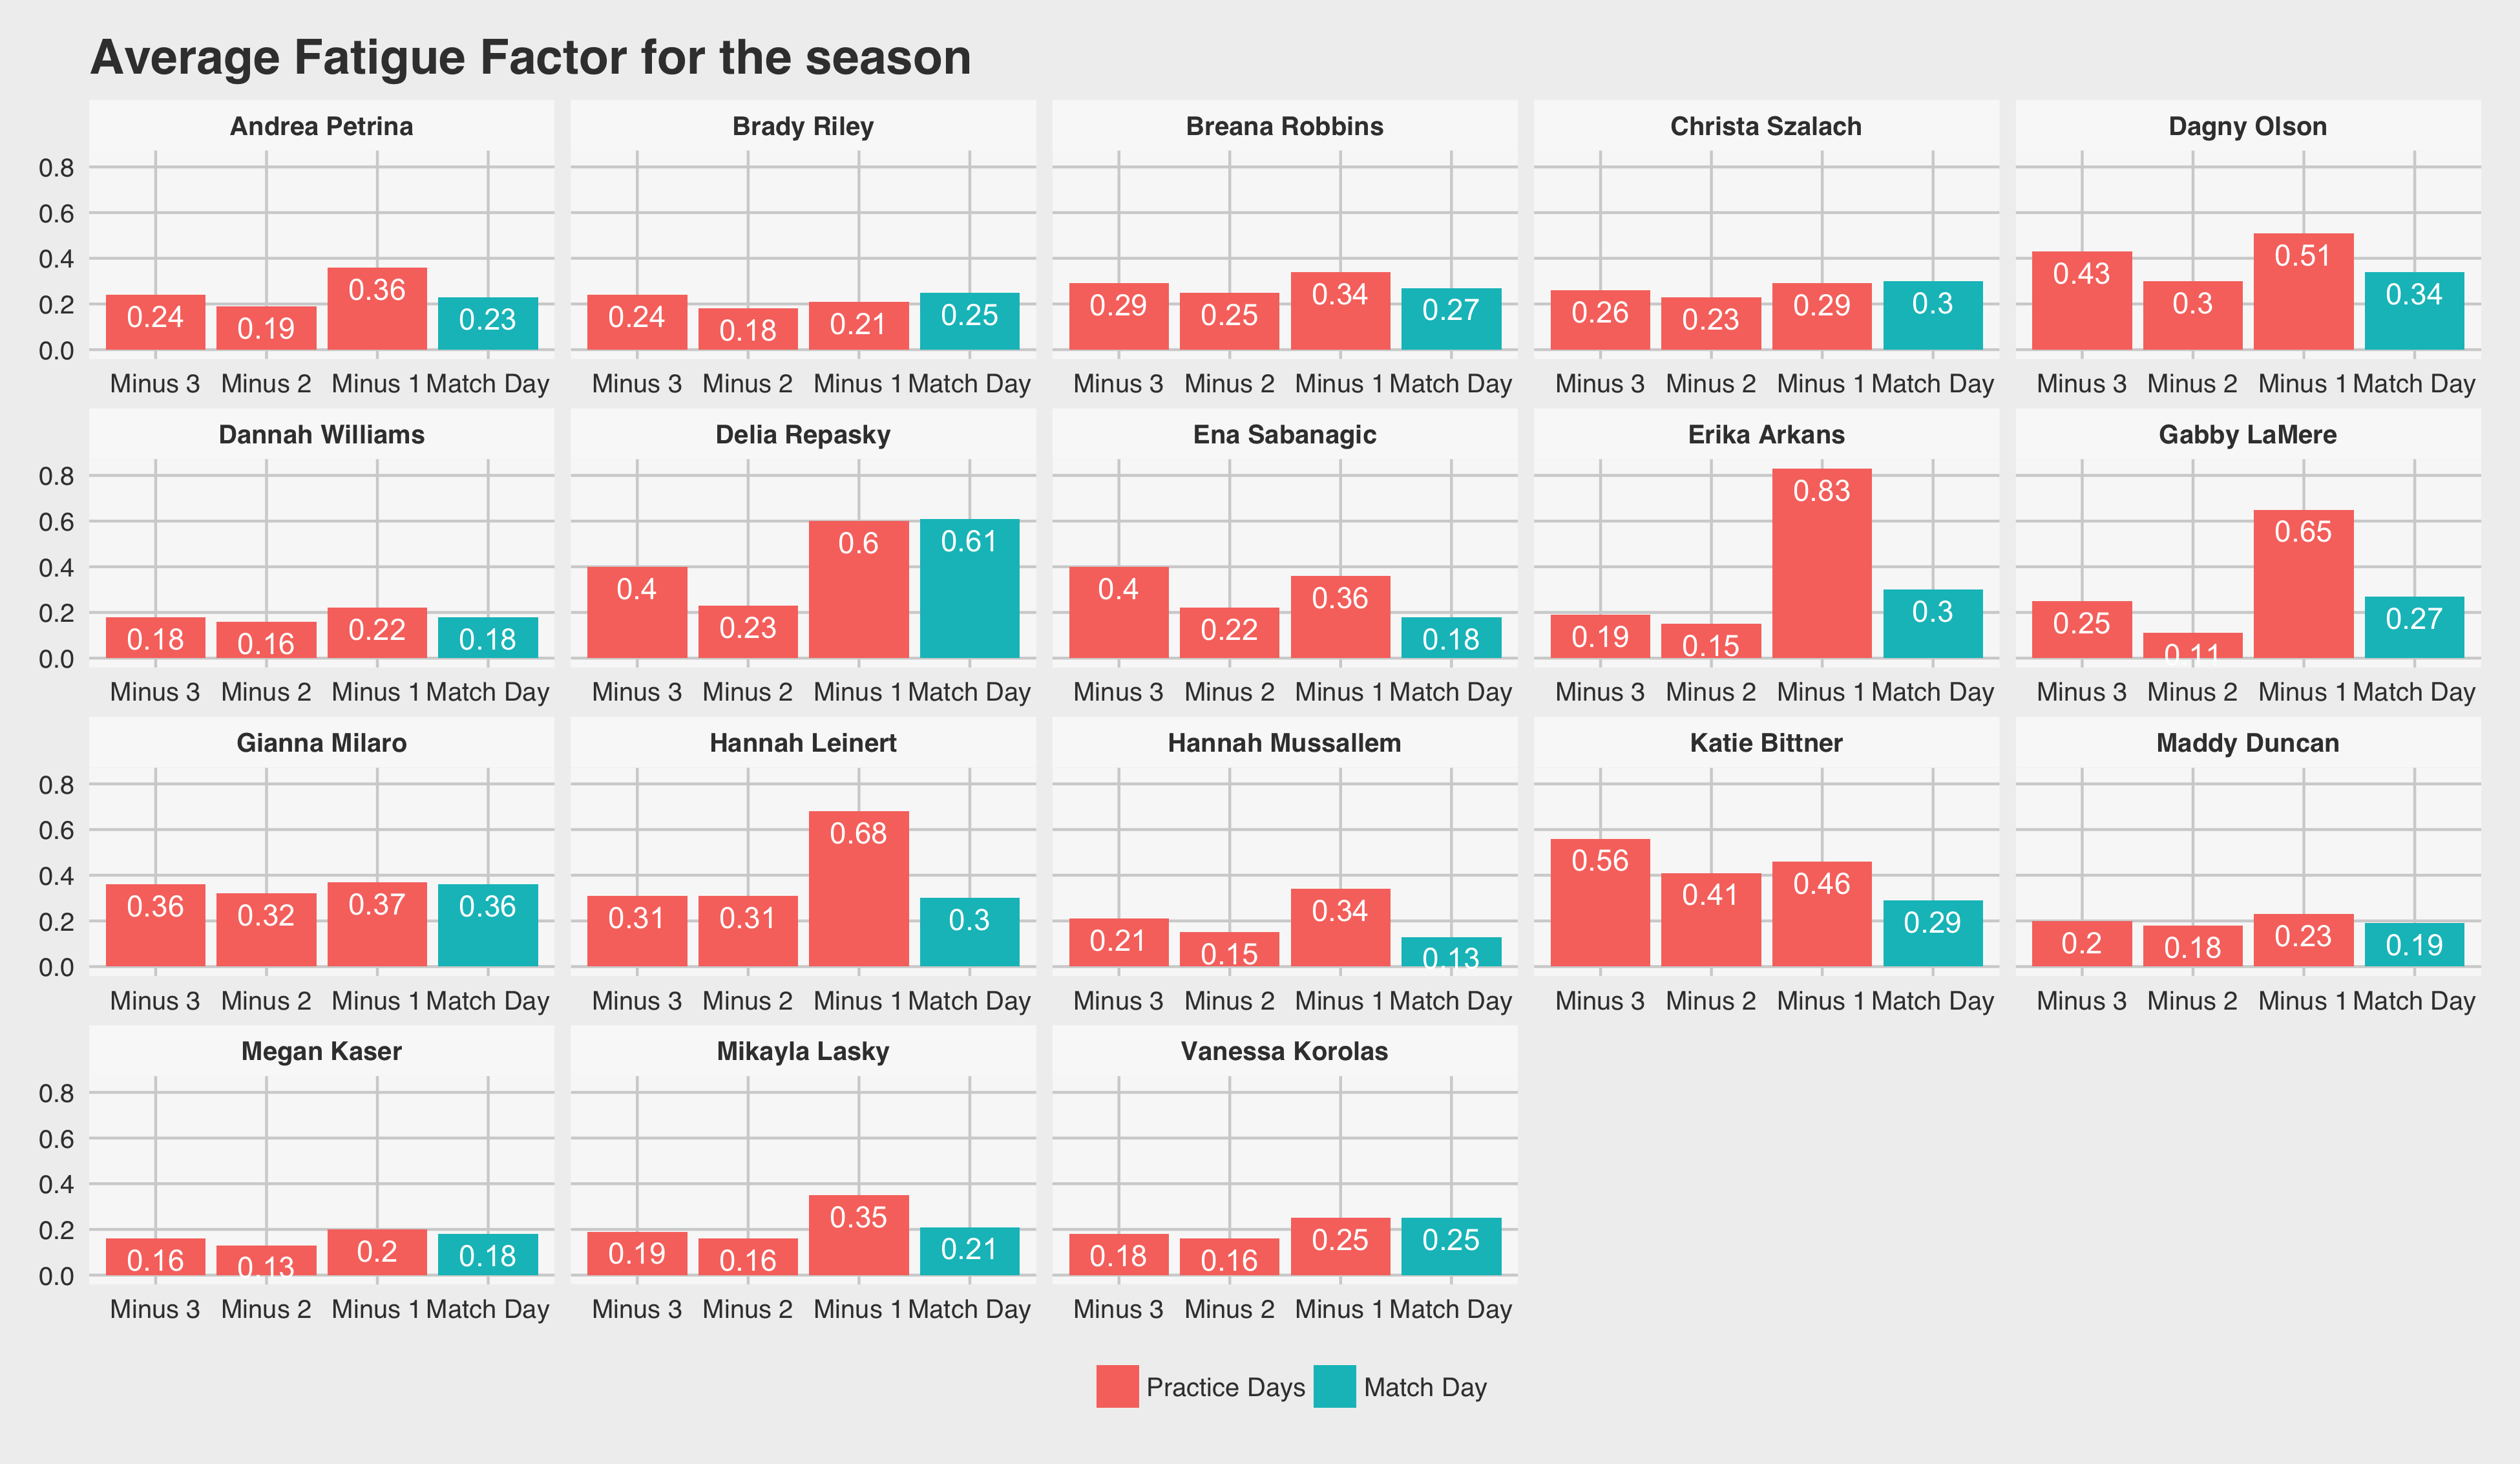 Average Fatigue Factor for the season
Andrea Petrina Brady Riley Breana Robbins Christa Szalach Dagny Olson
0.8
0.6
0.4
0.2
0.0
0.24 0.19 0.36 0.23 0.24 0.18 0.21 0.25 0.29 0.25 0.34 0.27 0.26 0.23 0.29 0.3 0.43 0.3 0.51 0.34
Minus 3 Minus 2 Minus 1 Match Day Minus 3 Minus 2 Minus 1 Match Day Minus 3 Minus 2 Minus 1 Match Day Minus 3 Minus 2 Minus 1 Match Day Minus 3 Minus 2 Minus 1 Match Day
Dannah Williams Delia Repasky Ena Sabanagic Erika Arkans Gabby LaMere
0.8
0.6
0.4
0.2
0.0
0.18 0.16 0.22 0.18 0.4 0.23 0.6 0.61 0.4 0.22 0.36 0.18 0.19 0.15 0.83 0.3 0.25 0.11 0.65 0.27
Minus 3 Minus 2 Minus 1 Match Day Minus 3 Minus 2 Minus 1 Match Day Minus 3 Minus 2 Minus 1 Match Day Minus 3 Minus 2 Minus 1 Match Day Minus 3 Minus 2 Minus 1 Match Day
Gianna Milaro Hannah Leinert Hannah Mussallem Katie Bittner Maddy Duncan
0.8
0.6
0.4
0.2
0.0
0.36 0.32 0.37 0.36 0.31 0.31 0.68 0.3 0.21 0.15 0.34 0.13 0.56 0.41 0.46 0.29 0.2 0.18 0.23 0.19
Minus 3 Minus 2 Minus 1 Match Day Minus 3 Minus 2 Minus 1 Match Day Minus 3 Minus 2 Minus 1 Match Day Minus 3 Minus 2 Minus 1 Match Day Minus 3 Minus 2 Minus 1 Match Day
Megan Kaser Mikayla Lasky Vanessa Korolas
0.8
0.6
0.4
0.2
0.0
0.16 0.13 0.2 0.18 0.19 0.16 0.35 0.21 0.18 0.16 0.25 0.25
Minus 3 Minus 2 Minus 1 Match Day Minus 3 Minus 2 Minus 1 Match Day Minus 3 Minus 2 Minus 1 Match Day
Practice Days Match Day